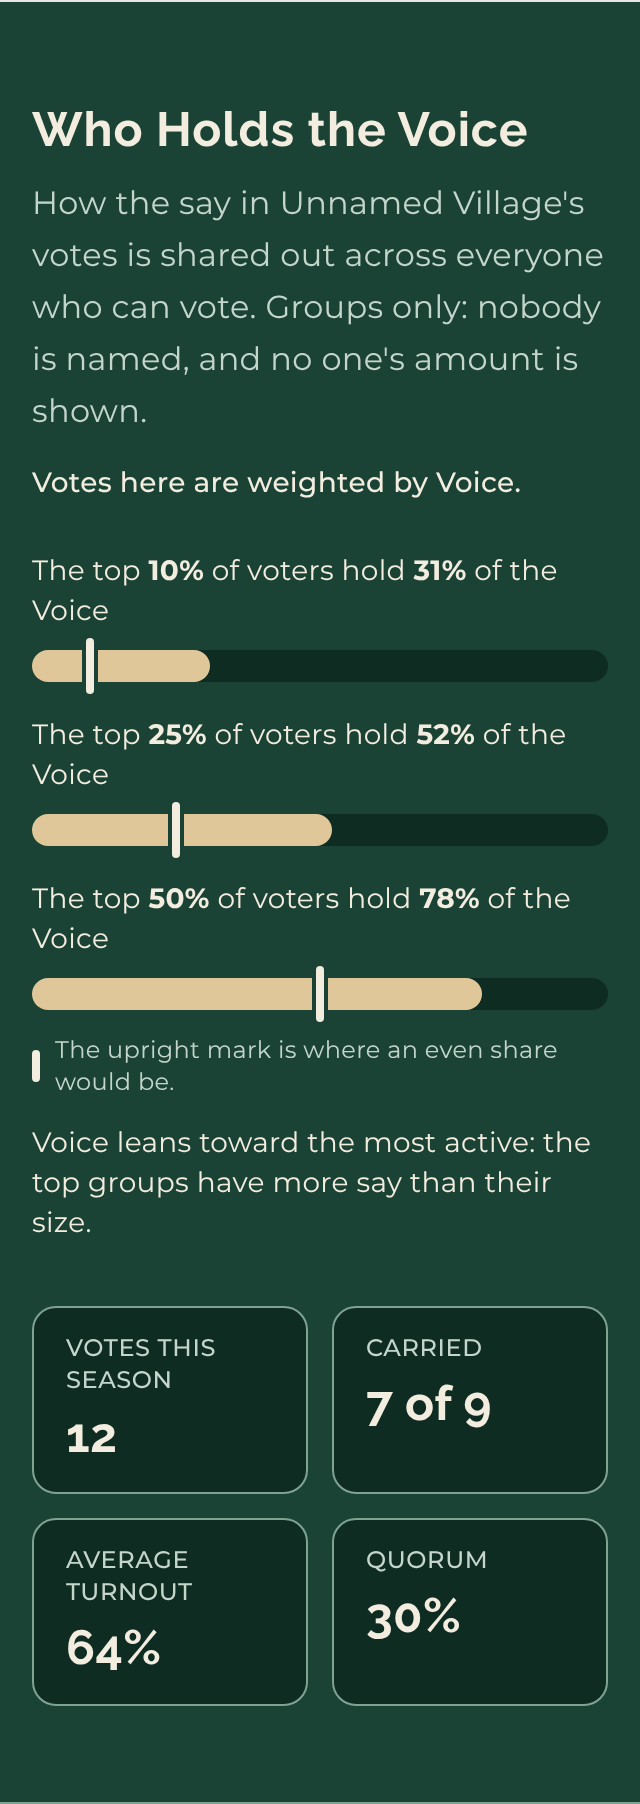 Who Holds the Voice
How the say in Unnamed Village's
votes is shared out across everyone
who can vote. Groups only: nobody
is named, and no one's amount is
shown.
Votes here are weighted by Voice.
The top 10% of voters hold 31% of the
Voice
The top 25% of voters hold 52% of the
Voice
The top 50% of voters hold 78% of the
Voice
The upright mark is where an even share
would be.
Voice leans toward the most active: the
top groups have more say than their
size.
VOTES THIS
SEASON
12
CARRIED
7 of 9
AVERAGE
TURNOUT
64%
QUORUM
30%